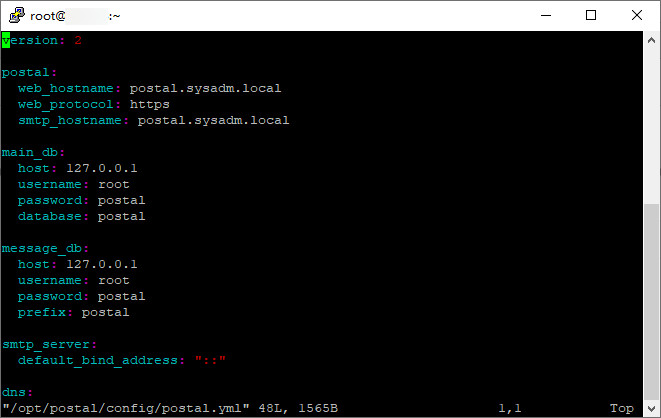 root@ :~
version: 2
postal:
  web_hostname: postal.sysadm.local
  web_protocol: https
  smtp_hostname: postal.sysadm.local
main_db:
  host: 127.0.0.1
  username: root
  password: postal
  database: postal
message_db:
  host: 127.0.0.1
  username: root
  password: postal
  prefix: postal
smtp_server:
  default_bind_address: "::"
dns:
"/opt/postal/config/postal.yml" 48L, 1565B 1,1 Top